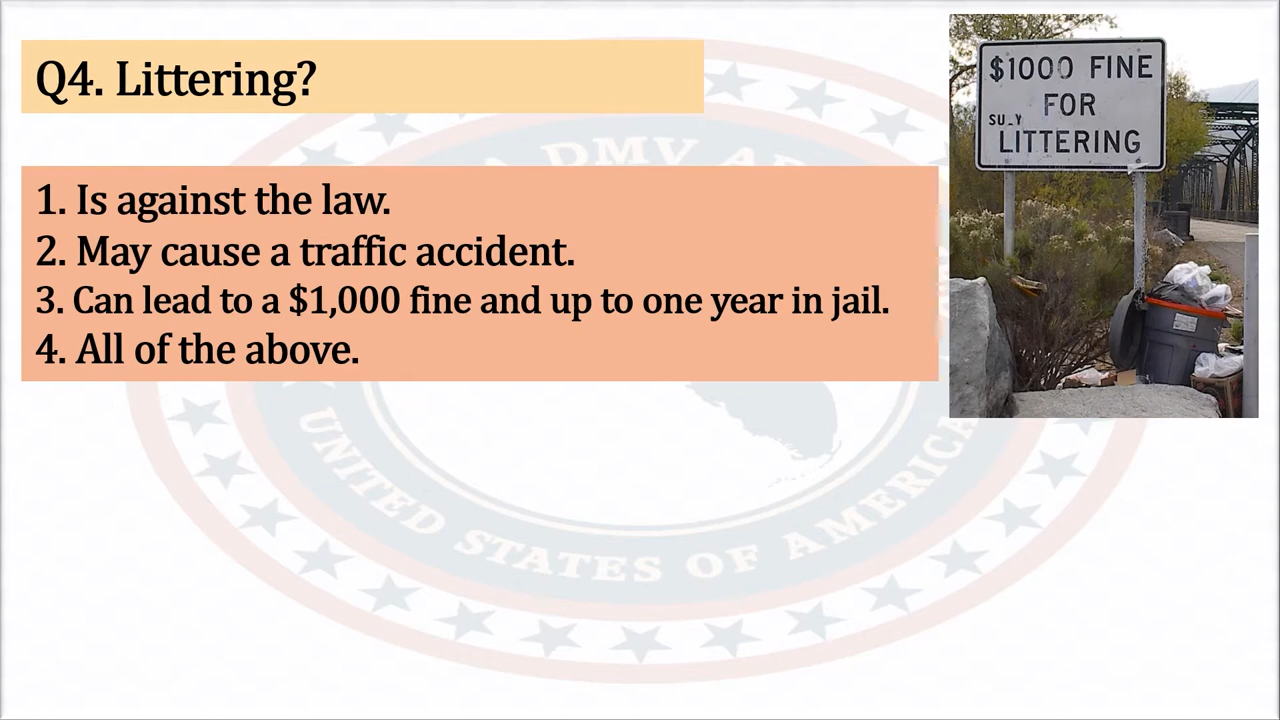 Q4. Littering?
1. Is against the law.
2. May cause a traffic accident.
3. Can lead to a $1,000 fine and up to one year in jail.
4. All of the above.
$1000 FINE
FOR
SU_Y
LITTERING
DMV
UNITED STATES OF AMERICA